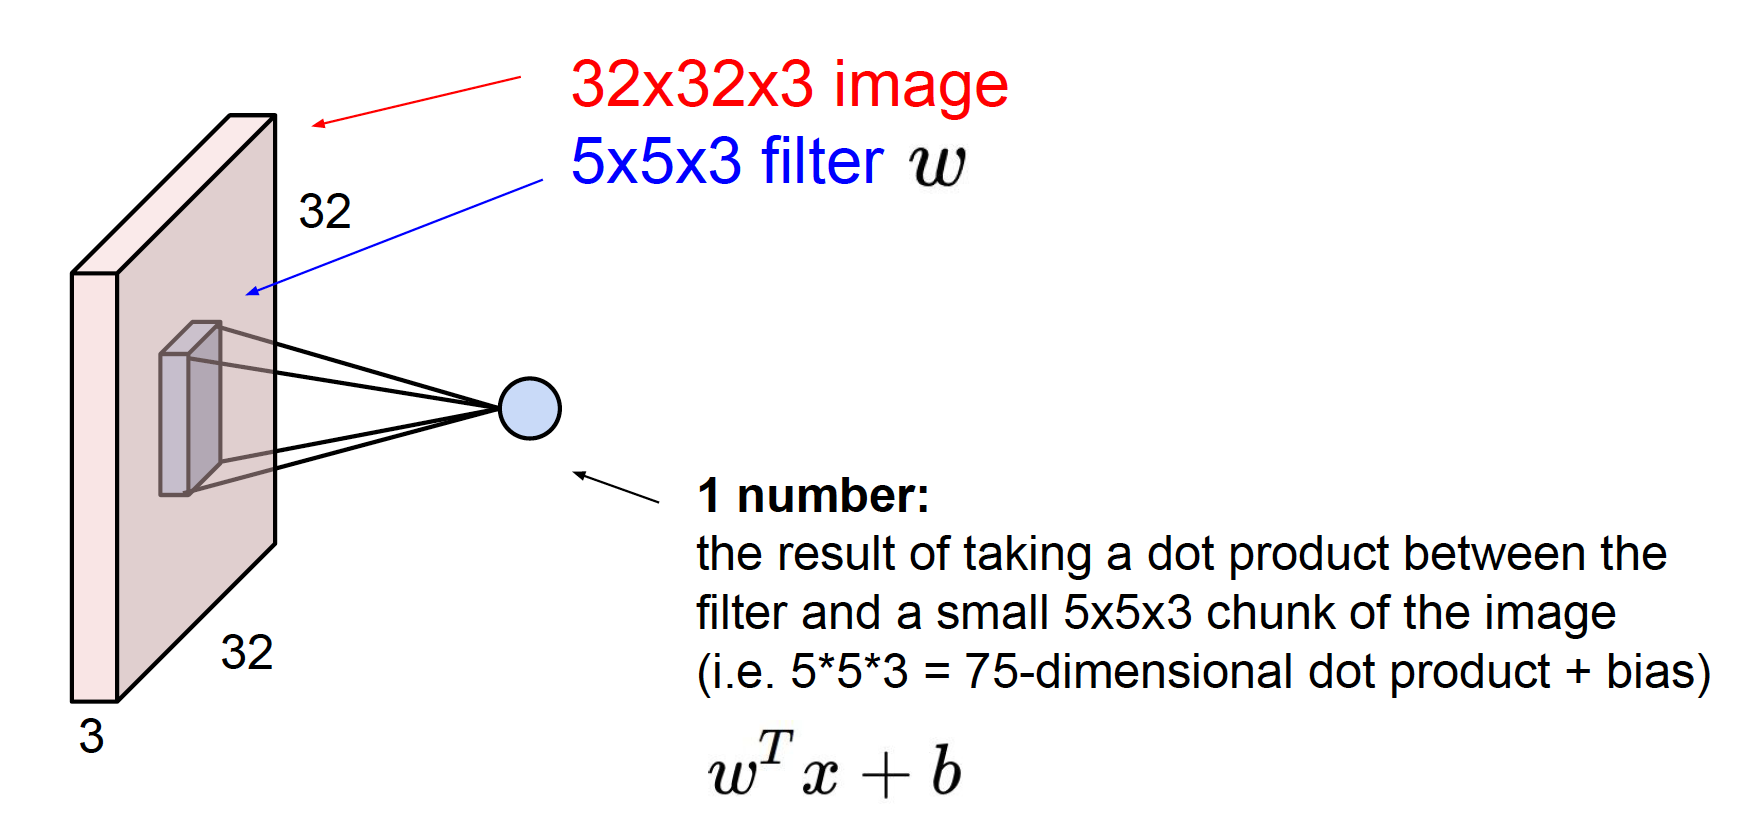 32x32x3 image
5x5x3 filter w
32
32
3
1 number:
the result of taking a dot product between the
filter and a small 5x5x3 chunk of the image
(i.e. 5*5*3 = 75-dimensional dot product + bias)
w^T x + b